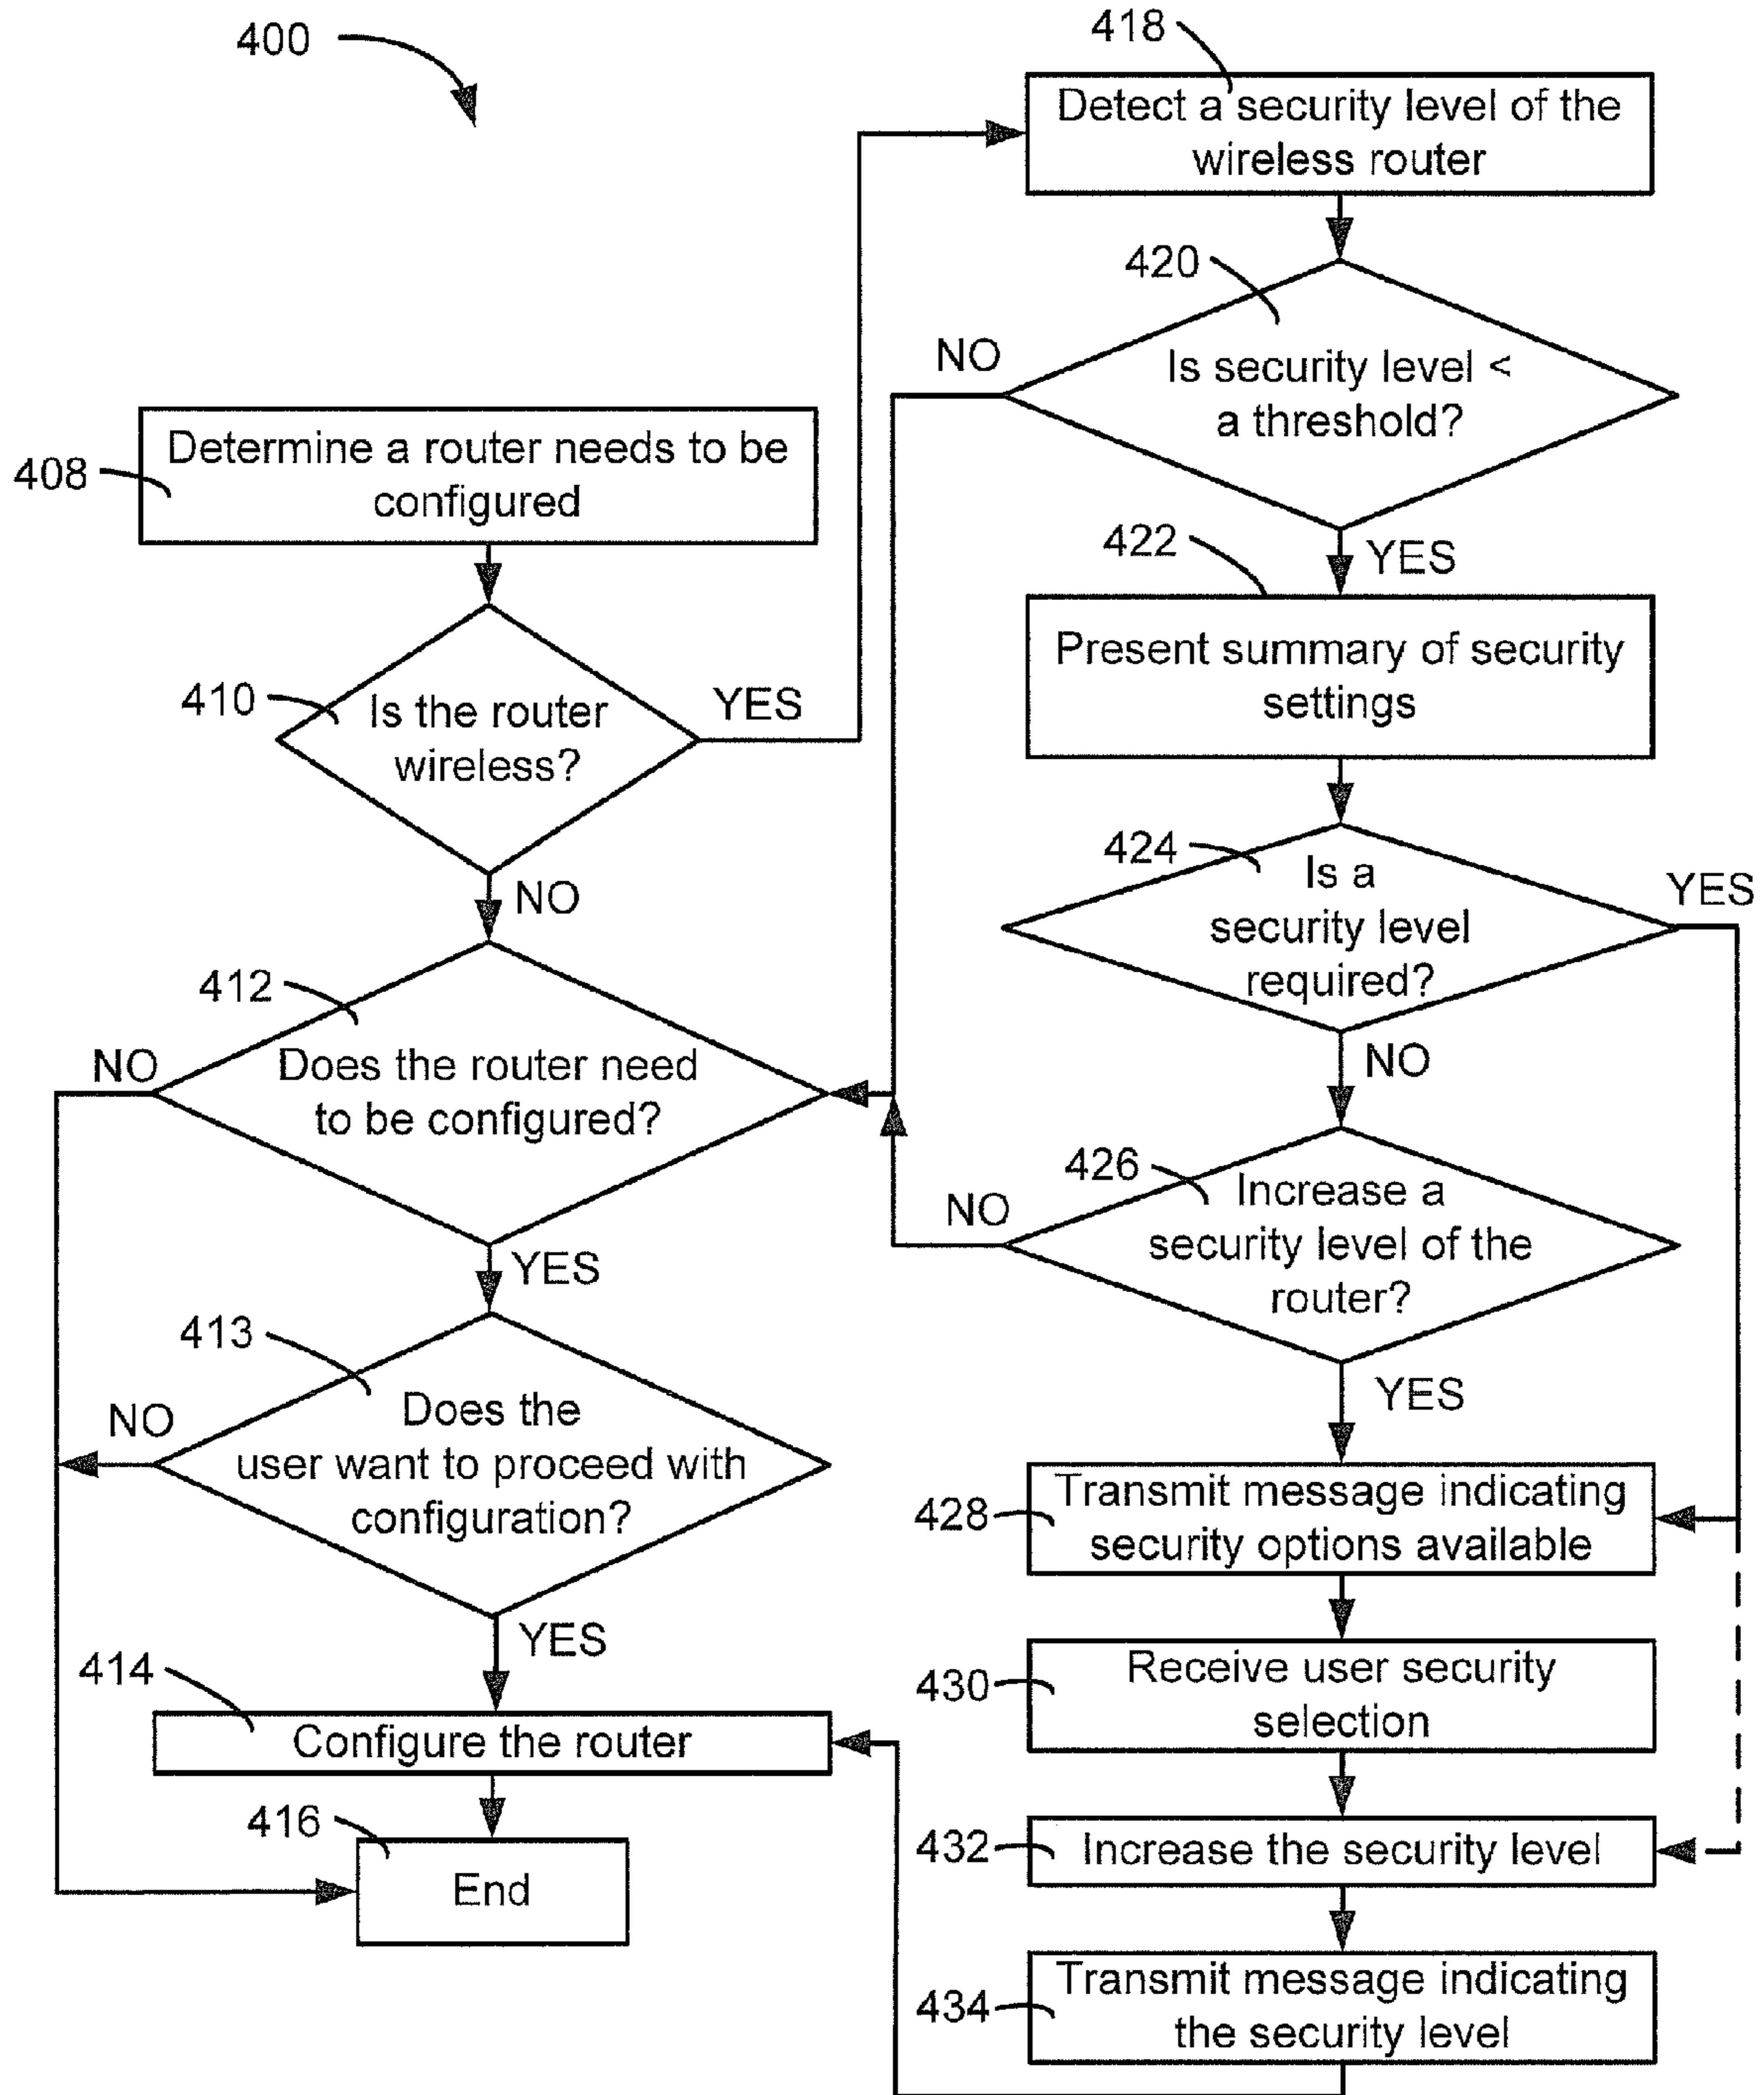 400
408
Determine a router needs to be
configured
410
Is the router
wireless?
YES
NO
412
Does the router need
to be configured?
NO
YES
413
Does the
user want to proceed with
configuration?
NO
YES
414
Configure the router
416
End
418
Detect a security level of the
wireless router
420
Is security level <
a threshold?
NO
YES
422
Present summary of security
settings
424
Is a
security level
required?
YES
NO
426
Increase a
security level of the
router?
NO
YES
428
Transmit message indicating
security options available
430
Receive user security
selection
432
Increase the security level
434
Transmit message indicating
the security level